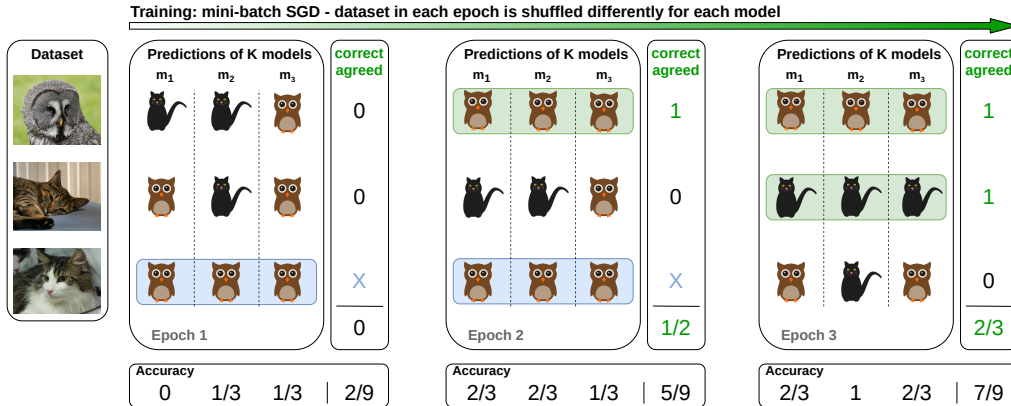 Training: mini-batch SGD - dataset in each epoch is shuffled differently for each model
Dataset
Predictions of K models
m1 m2 m3
correct
agreed
0
0
X
0
Epoch 1
Accuracy
0 1/3 1/3 | 2/9
Predictions of K models
m1 m2 m3
correct
agreed
1
0
X
1/2
Epoch 2
Accuracy
2/3 2/3 1/3 | 5/9
Predictions of K models
m1 m2 m3
correct
agreed
1
1
0
2/3
Epoch 3
Accuracy
2/3 1 2/3 | 7/9